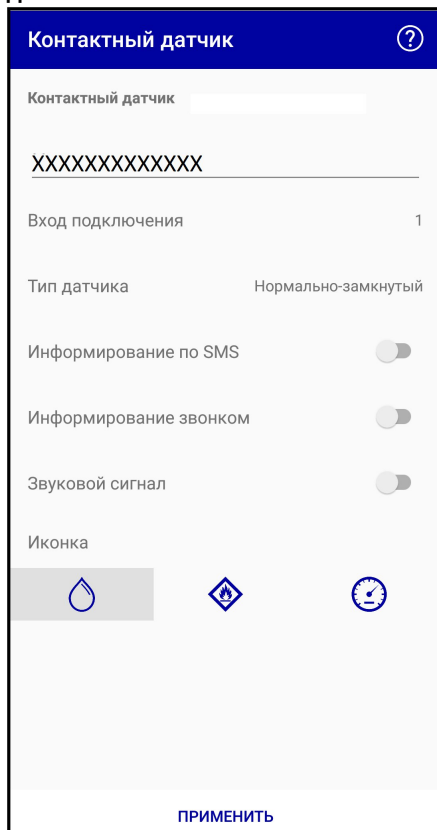 Контактный датчик
Контактный датчик
XXXXXXXXXXXXX
Вход подключения 1
Тип датчика Нормально-замкнутый
Информирование по SMS
Информирование звонком
Звуковой сигнал
Иконка
ПРИМЕНИТЬ